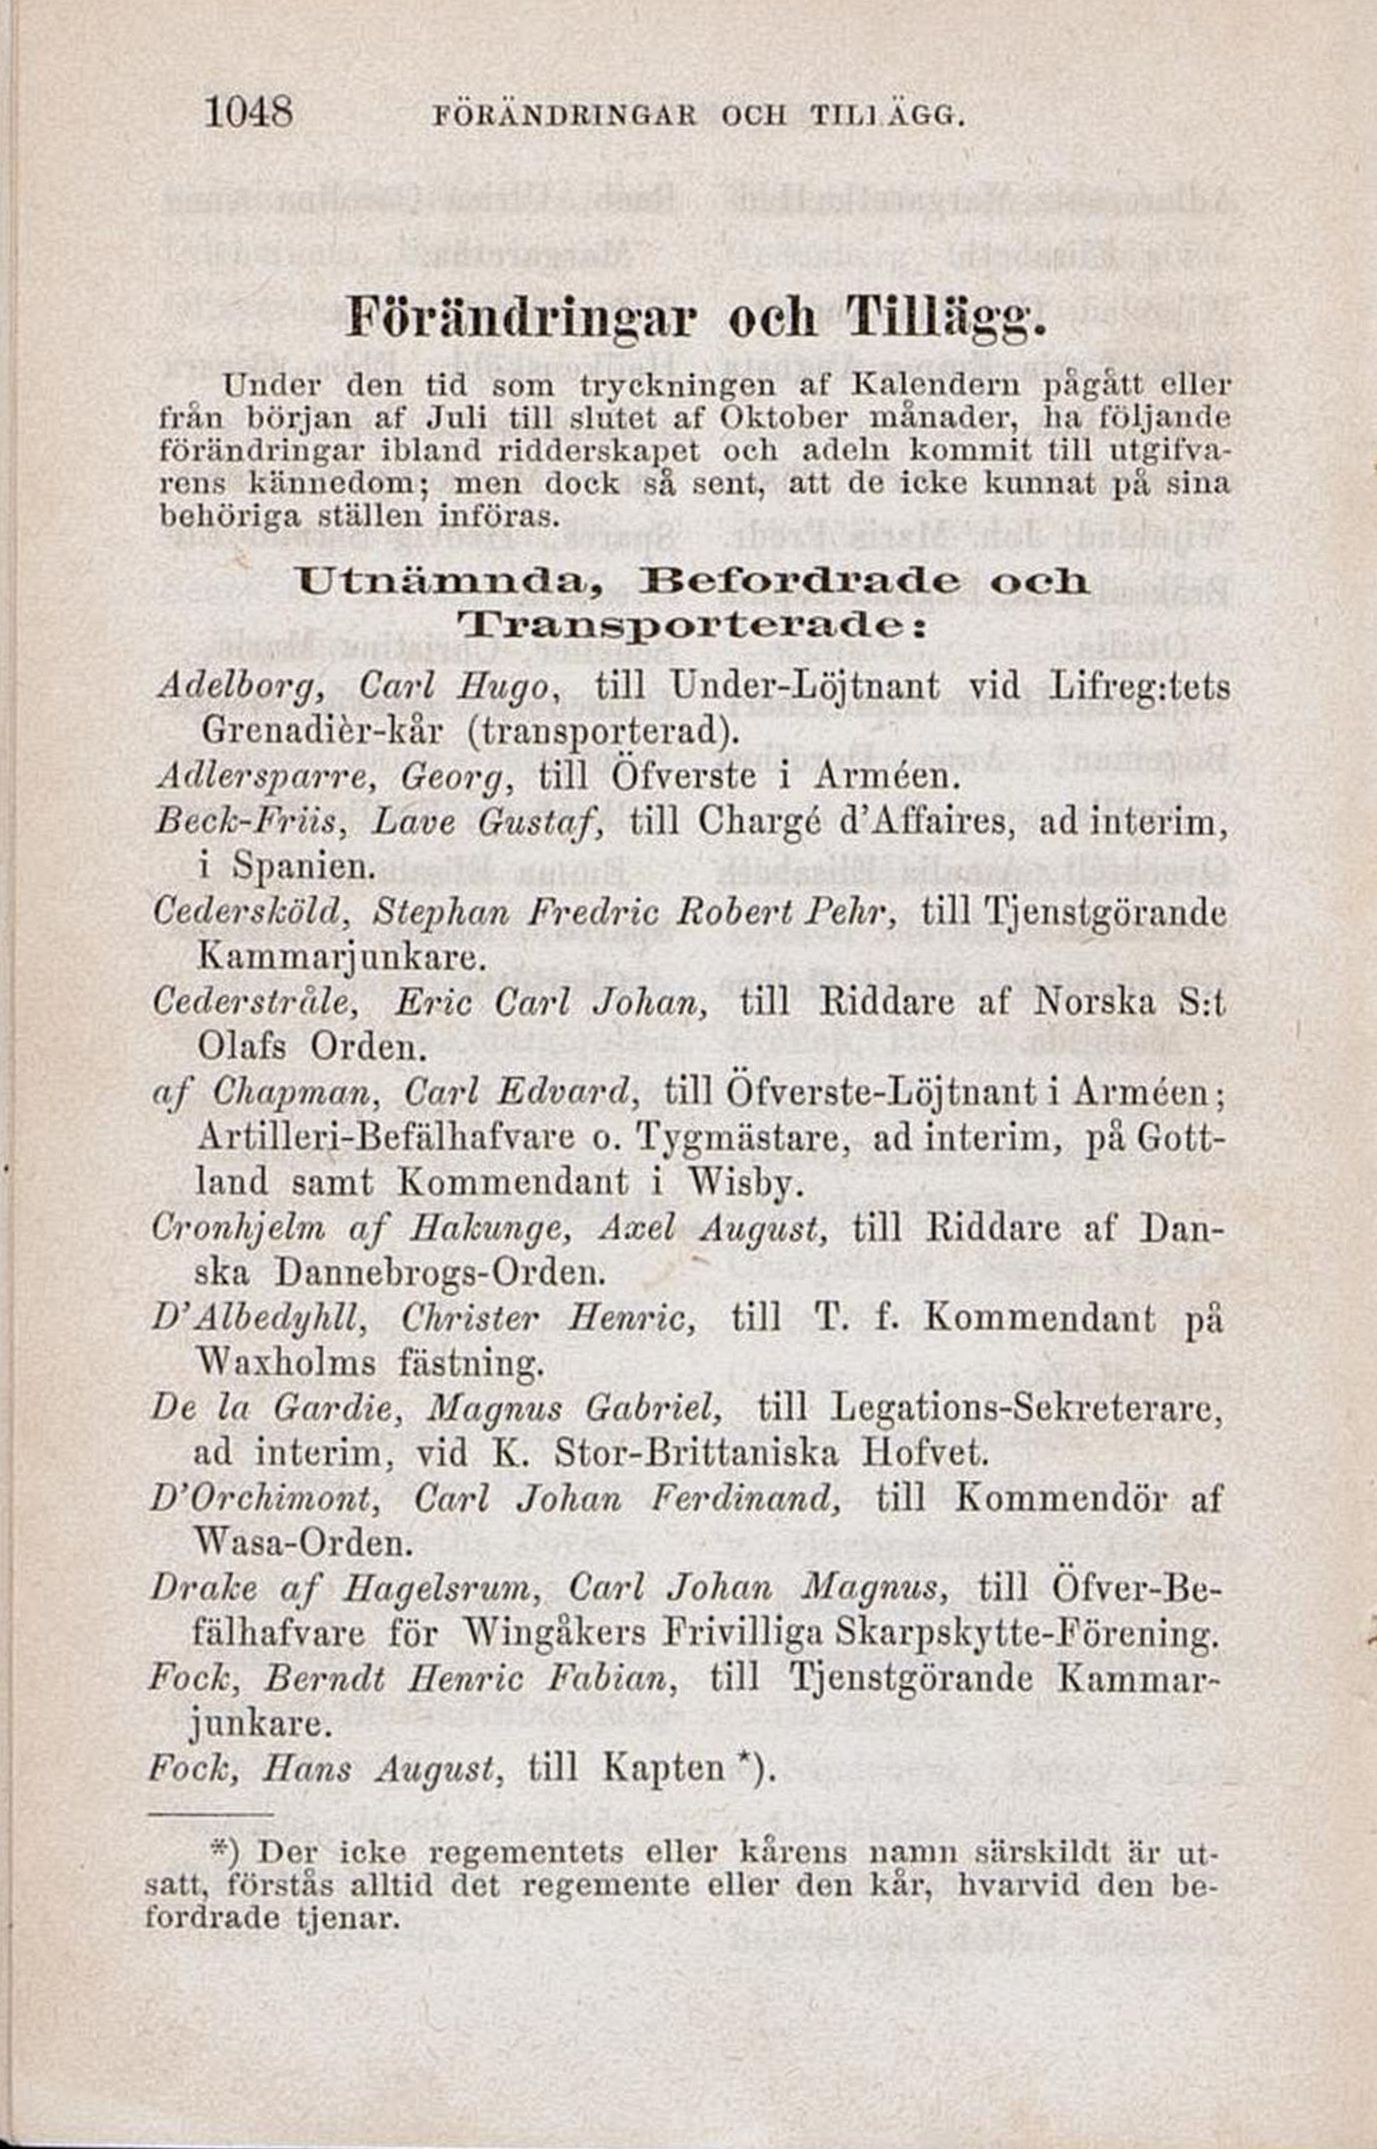 1048 FÖRÄNDRINGAR OCH TILLÄGG.
Förändringar och Tillägg.
Under den tid som tryckningen af Kalendern pågått eller
från början af Juli till slutet af Oktober månader, ha följande
förändringar ibland ridderskapet och adeln kommit till utgifva-
rens kännedom; men dock så sent, att de icke kunnat på sina
behöriga ställen införas.
Utnämnda, Befordrade och
Transporterade:
Adelborg, Carl Hugo, till Under-Löjtnant vid Lifreg:tets
Grenadièr-kår (transporterad).
Adlersparre, Georg, till Öfverste i Arméen.
Beck-Friis, Lave Gustaf, till Chargé d'Affaires, ad interim,
i Spanien.
Cedersköld, Stephan Fredric Robert Pehr, till Tjenstgörande
Kammarjunkare.
Cederstråle, Eric Carl Johan, till Riddare af Norska S:t
Olafs Orden.
af Chapman, Carl Edvard, till Öfverste-Löjtnant i Arméen;
Artilleri-Befälhafvare o. Tygmästare, ad interim, på Gott-
land samt Kommendant i Wisby.
Cronhjelm af Hakunge, Axel August, till Riddare af Dan-
ska Dannebrogs-Orden.
D'Albedyhll, Christer Henric, till T. f. Kommendant på
Waxholms fästning.
De la Gardie, Magnus Gabriel, till Legations-Sekreterare,
ad interim, vid K. Stor-Brittaniska Hofvet.
D'Orchimont, Carl Johan Ferdinand, till Kommendör af
Wasa-Orden.
Drake af Hagelsrum, Carl Johan Magnus, till Öfver-Be-
fälhafvare för Wingåkers Frivilliga Skarpskytte-Förening.
Fock, Berndt Henric Fabian, till Tjenstgörande Kammar-
junkare.
Fock, Hans August, till Kapten *).
*) Der icke regementets eller kårens namn särskildt är ut-
satt, förstås alltid det regemente eller den kår, hvarvid den be-
fordrade tjenar.